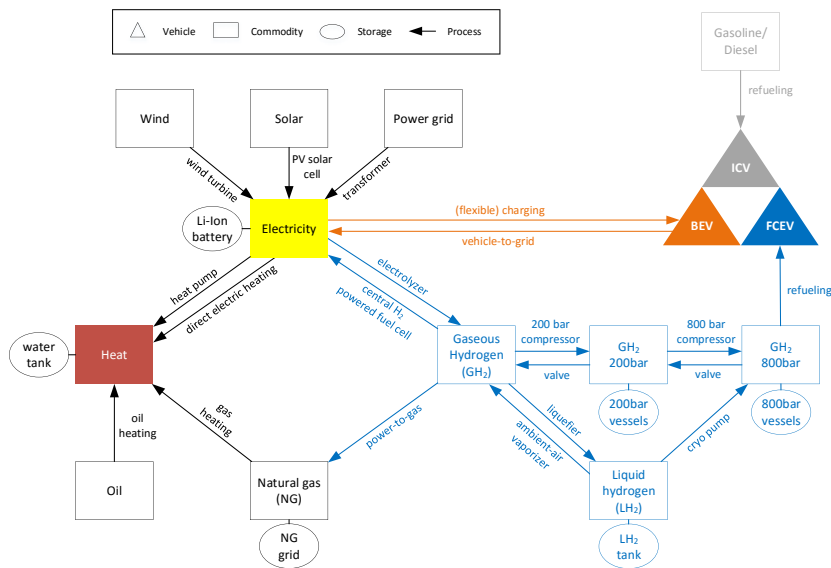 Vehicle
Commodity
Storage
Process
Gasoline/
Diesel
refueling
Wind
Solar
Power grid
wind turbine
PV solar
cell
transformer
ICV
Li-Ion
battery
Electricity
(flexible) charging
vehicle-to-grid
BEV
FCEV
heat pump
direct electric heating
electrolyzer
central H₂
powered fuel cell
refueling
water
tank
Heat
Gaseous
Hydrogen
(GH₂)
200 bar
compressor
valve
GH₂
200bar
800 bar
compressor
valve
GH₂
800bar
200bar
vessels
800bar
vessels
oil
heating
gas
heating
power-to-gas
liquefier
ambient-air
vaporizer
cryo pump
Oil
Natural gas
(NG)
Liquid
hydrogen
(LH₂)
NG
grid
LH₂
tank